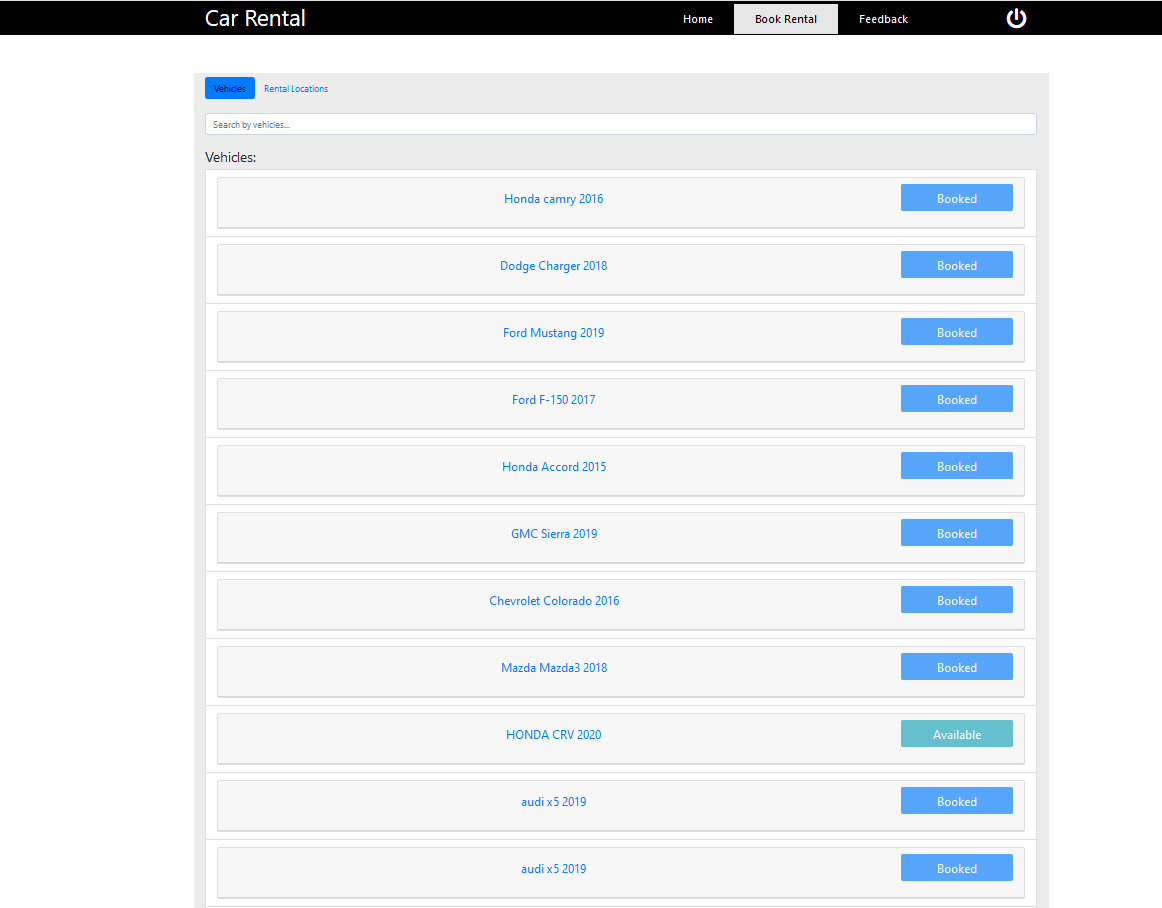 Car Rental
Home
Book Rental
Feedback
Vehicles
Rental Locations
Search by vehicles...
Vehicles:
Honda camry 2016
Booked
Dodge Charger 2018
Booked
Ford Mustang 2019
Booked
Ford F-150 2017
Booked
Honda Accord 2015
Booked
GMC Sierra 2019
Booked
Chevrolet Colorado 2016
Booked
Mazda Mazda3 2018
Booked
HONDA CRV 2020
Available
audi x5 2019
Booked
audi x5 2019
Booked